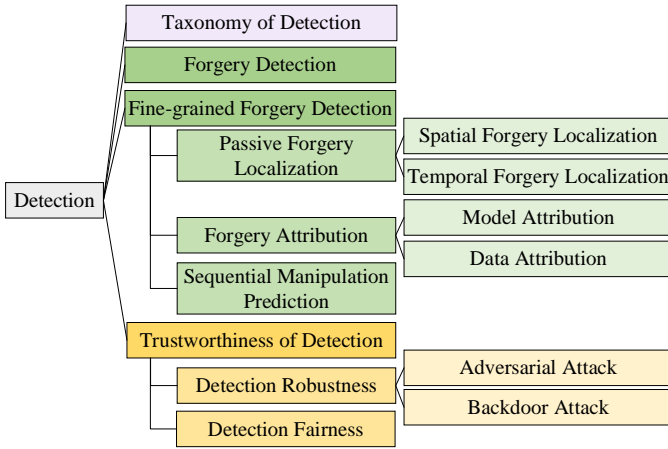 Taxonomy of Detection
Forgery Detection
Fine-grained Forgery Detection
Passive Forgery
Localization
Spatial Forgery Localization
Temporal Forgery Localization
Detection
Forgery Attribution
Model Attribution
Data Attribution
Sequential Manipulation
Prediction
Trustworthiness of Detection
Detection Robustness
Adversarial Attack
Backdoor Attack
Detection Fairness